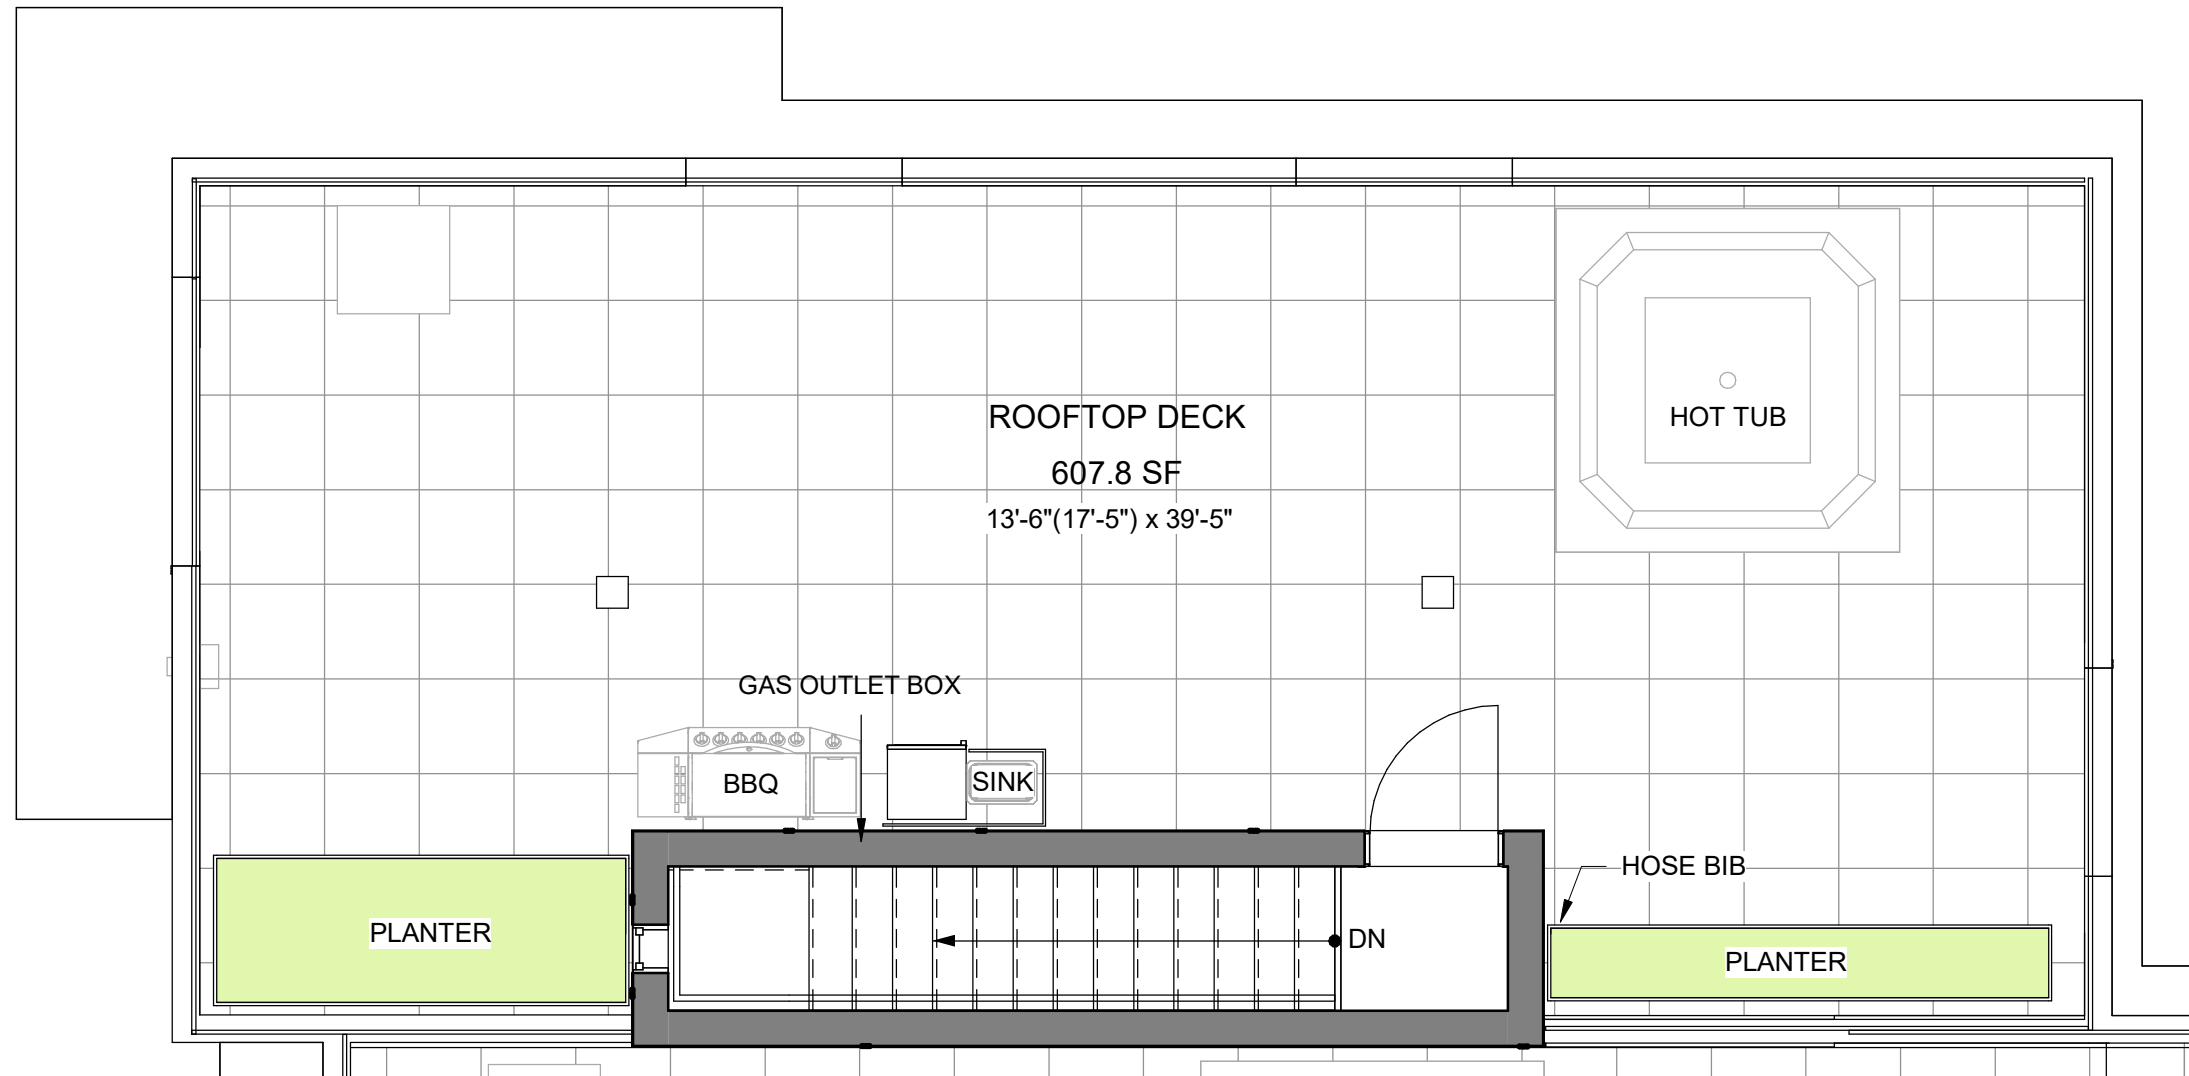 ROOFTOP DECK
607.8 SF
13'-6"(17'-5") x 39'-5"
HOT TUB
GAS OUTLET BOX
BBQ
SINK
HOSE BIB
PLANTER
DN
PLANTER